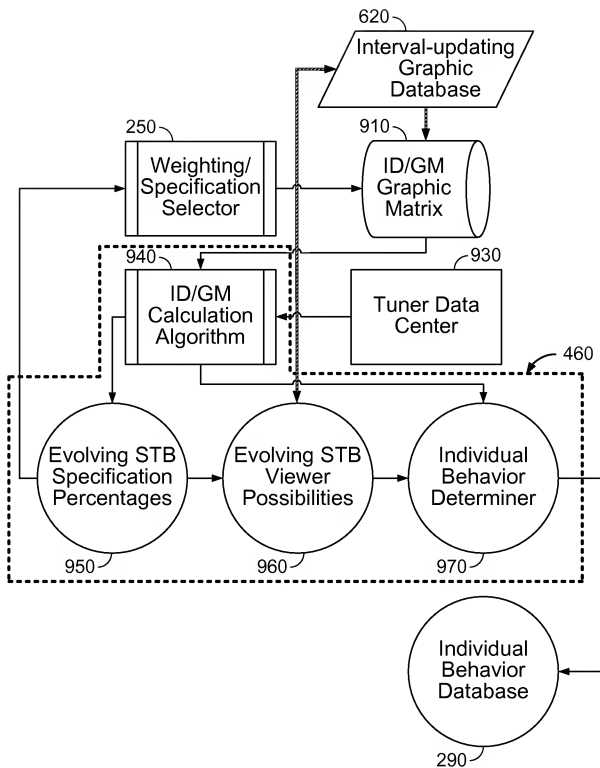 620
Interval-updating
Graphic
Database
250
910
Weighting/
Specification
Selector
ID/GM
Graphic
Matrix
940
930
ID/GM
Calculation
Algorithm
Tuner Data
Center
460
Evolving STB
Specification
Percentages
Evolving STB
Viewer
Possibilities
Individual
Behavior
Determiner
950
960
970
Individual
Behavior
Database
290